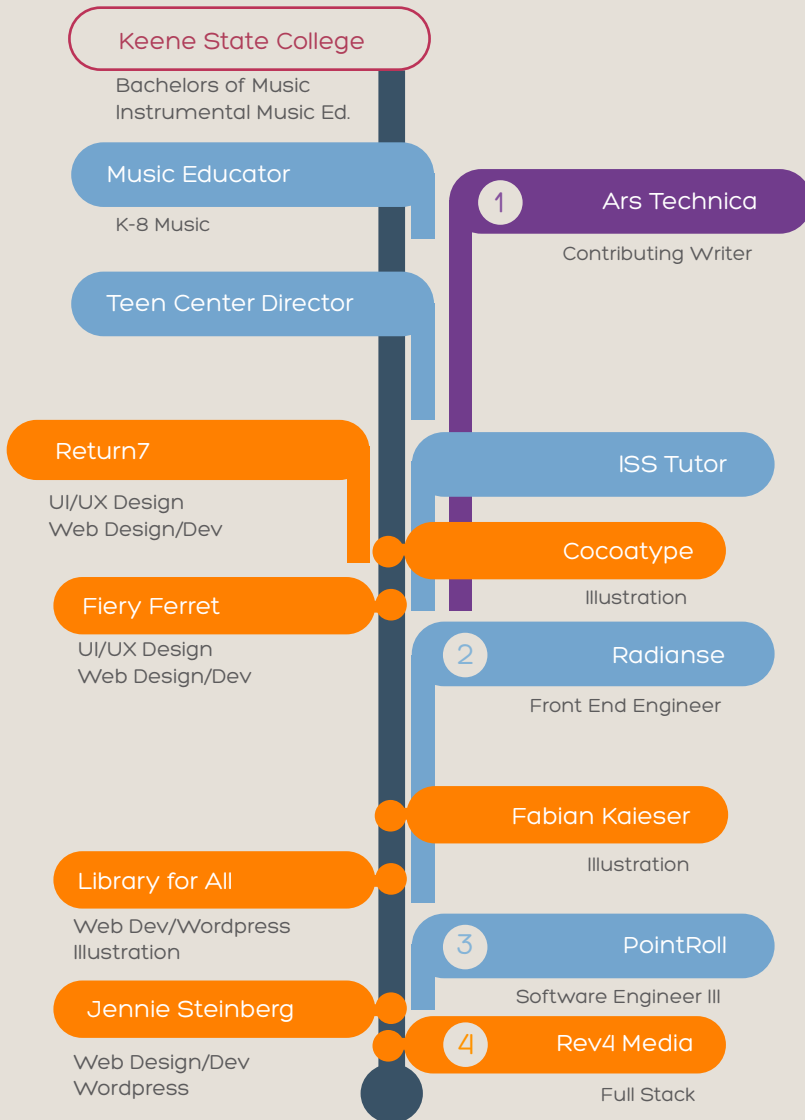 Keene State College
Bachelors of Music
Instrumental Music Ed.
Music Educator
K-8 Music
1
Ars Technica
Contributing Writer
Teen Center Director
Return7
UI/UX Design
Web Design/Dev
ISS Tutor
Cocoatype
Illustration
Fiery Ferret
UI/UX Design
Web Design/Dev
2
Radianse
Front End Engineer
Fabian Kaieser
Illustration
Library for All
Web Dev/Wordpress
Illustration
3
PointRoll
Software Engineer III
Jennie Steinberg
Web Design/Dev
Wordpress
4
Rev4 Media
Full Stack